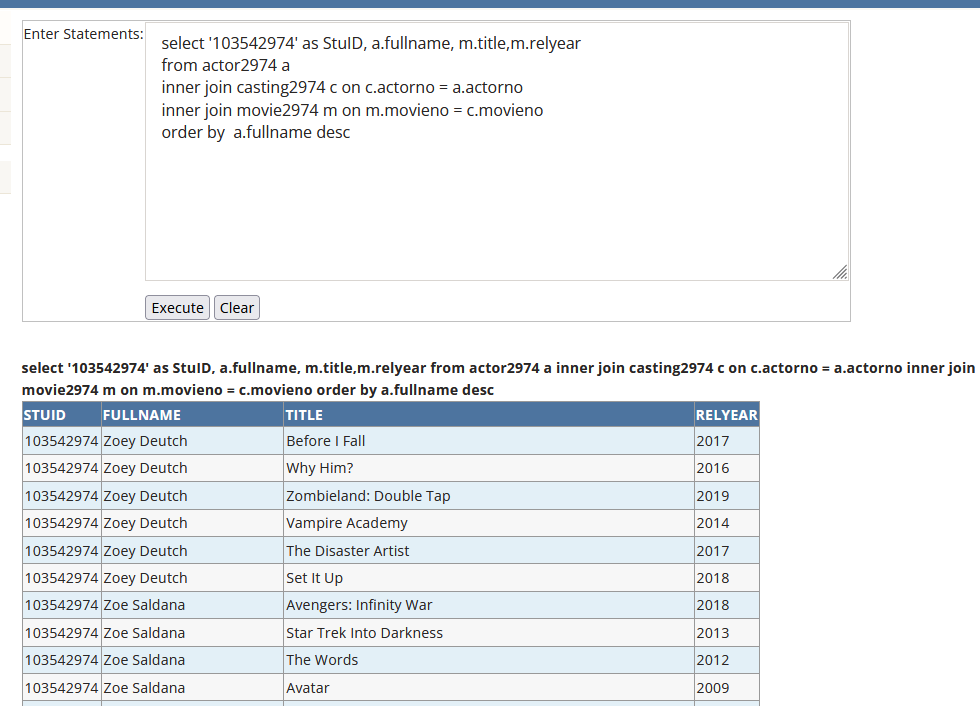 Enter Statements:
select '103542974' as StuID, a.fullname, m.title,m.relyear
from actor2974 a
inner join casting2974 c on c.actorno = a.actorno
inner join movie2974 m on m.movieno = c.movieno
order by  a.fullname desc
Execute Clear
select '103542974' as StuID, a.fullname, m.title,m.relyear from actor2974 a inner join casting2974 c on c.actorno = a.actorno inner join
movie2974 m on m.movieno = c.movieno order by a.fullname desc
STUID FULLNAME TITLE RELYEAR
103542974 Zoey Deutch Before I Fall 2017
103542974 Zoey Deutch Why Him? 2016
103542974 Zoey Deutch Zombieland: Double Tap 2019
103542974 Zoey Deutch Vampire Academy 2014
103542974 Zoey Deutch The Disaster Artist 2017
103542974 Zoey Deutch Set It Up 2018
103542974 Zoe Saldana Avengers: Infinity War 2018
103542974 Zoe Saldana Star Trek Into Darkness 2013
103542974 Zoe Saldana The Words 2012
103542974 Zoe Saldana Avatar 2009